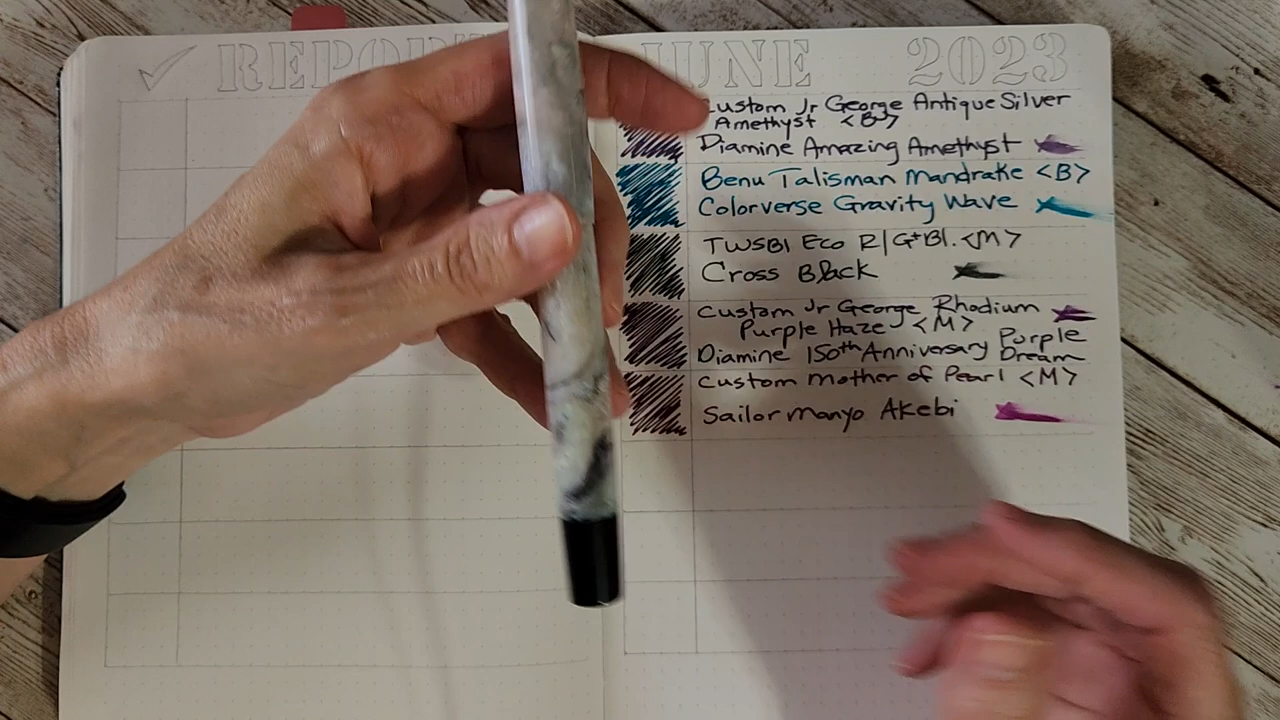 ✓ REPORT JUNE 2023
Custom Jr George Antique Silver
Amethyst <B>
Diamine Amazing Amethyst
Benu Talisman Mandrake <B>
Colorverse Gravity Wave
TWSBI Eco R|G+Bl. <M>
Cross Black
Custom Jr George Rhodium
Purple Haze <M>
Diamine 150th Anniversary Purple Dream
Custom Mother of Pearl <M>
Sailor Manyo Akebi